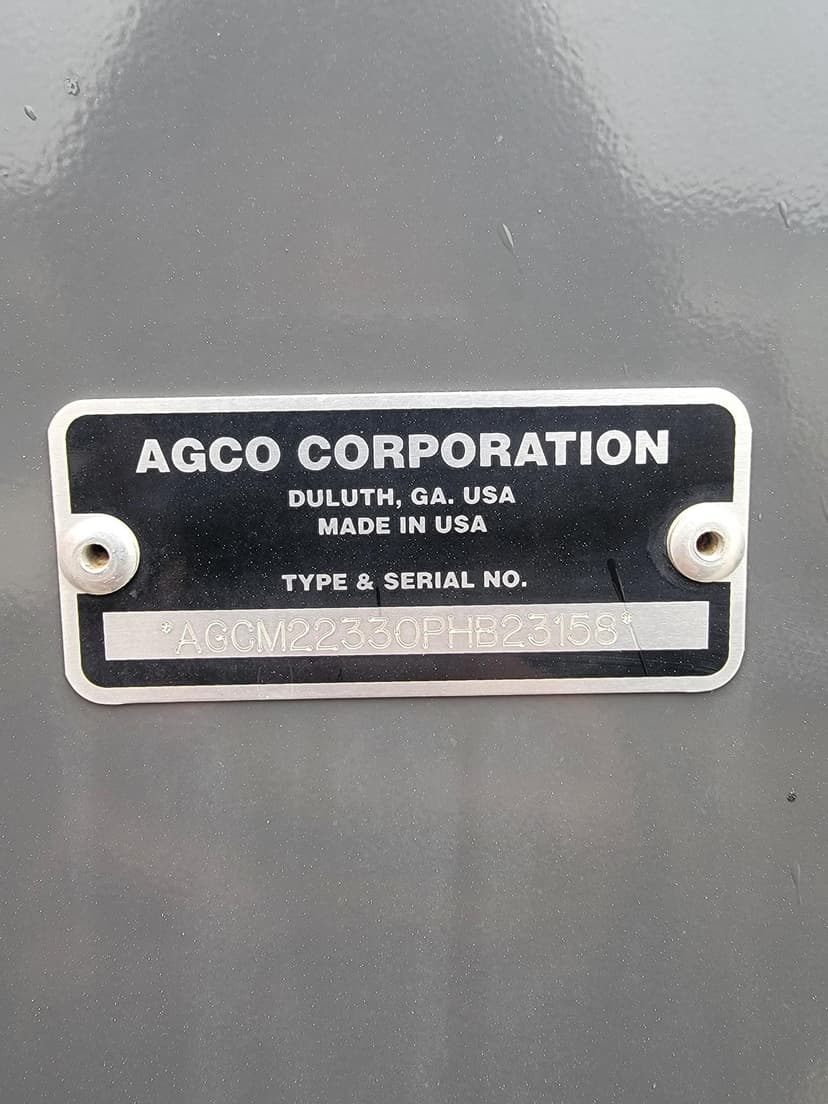 AGCO CORPORATION
DULUTH, GA. USA
MADE IN USA
TYPE & SERIAL NO.
*AGCM22330PHB23158*